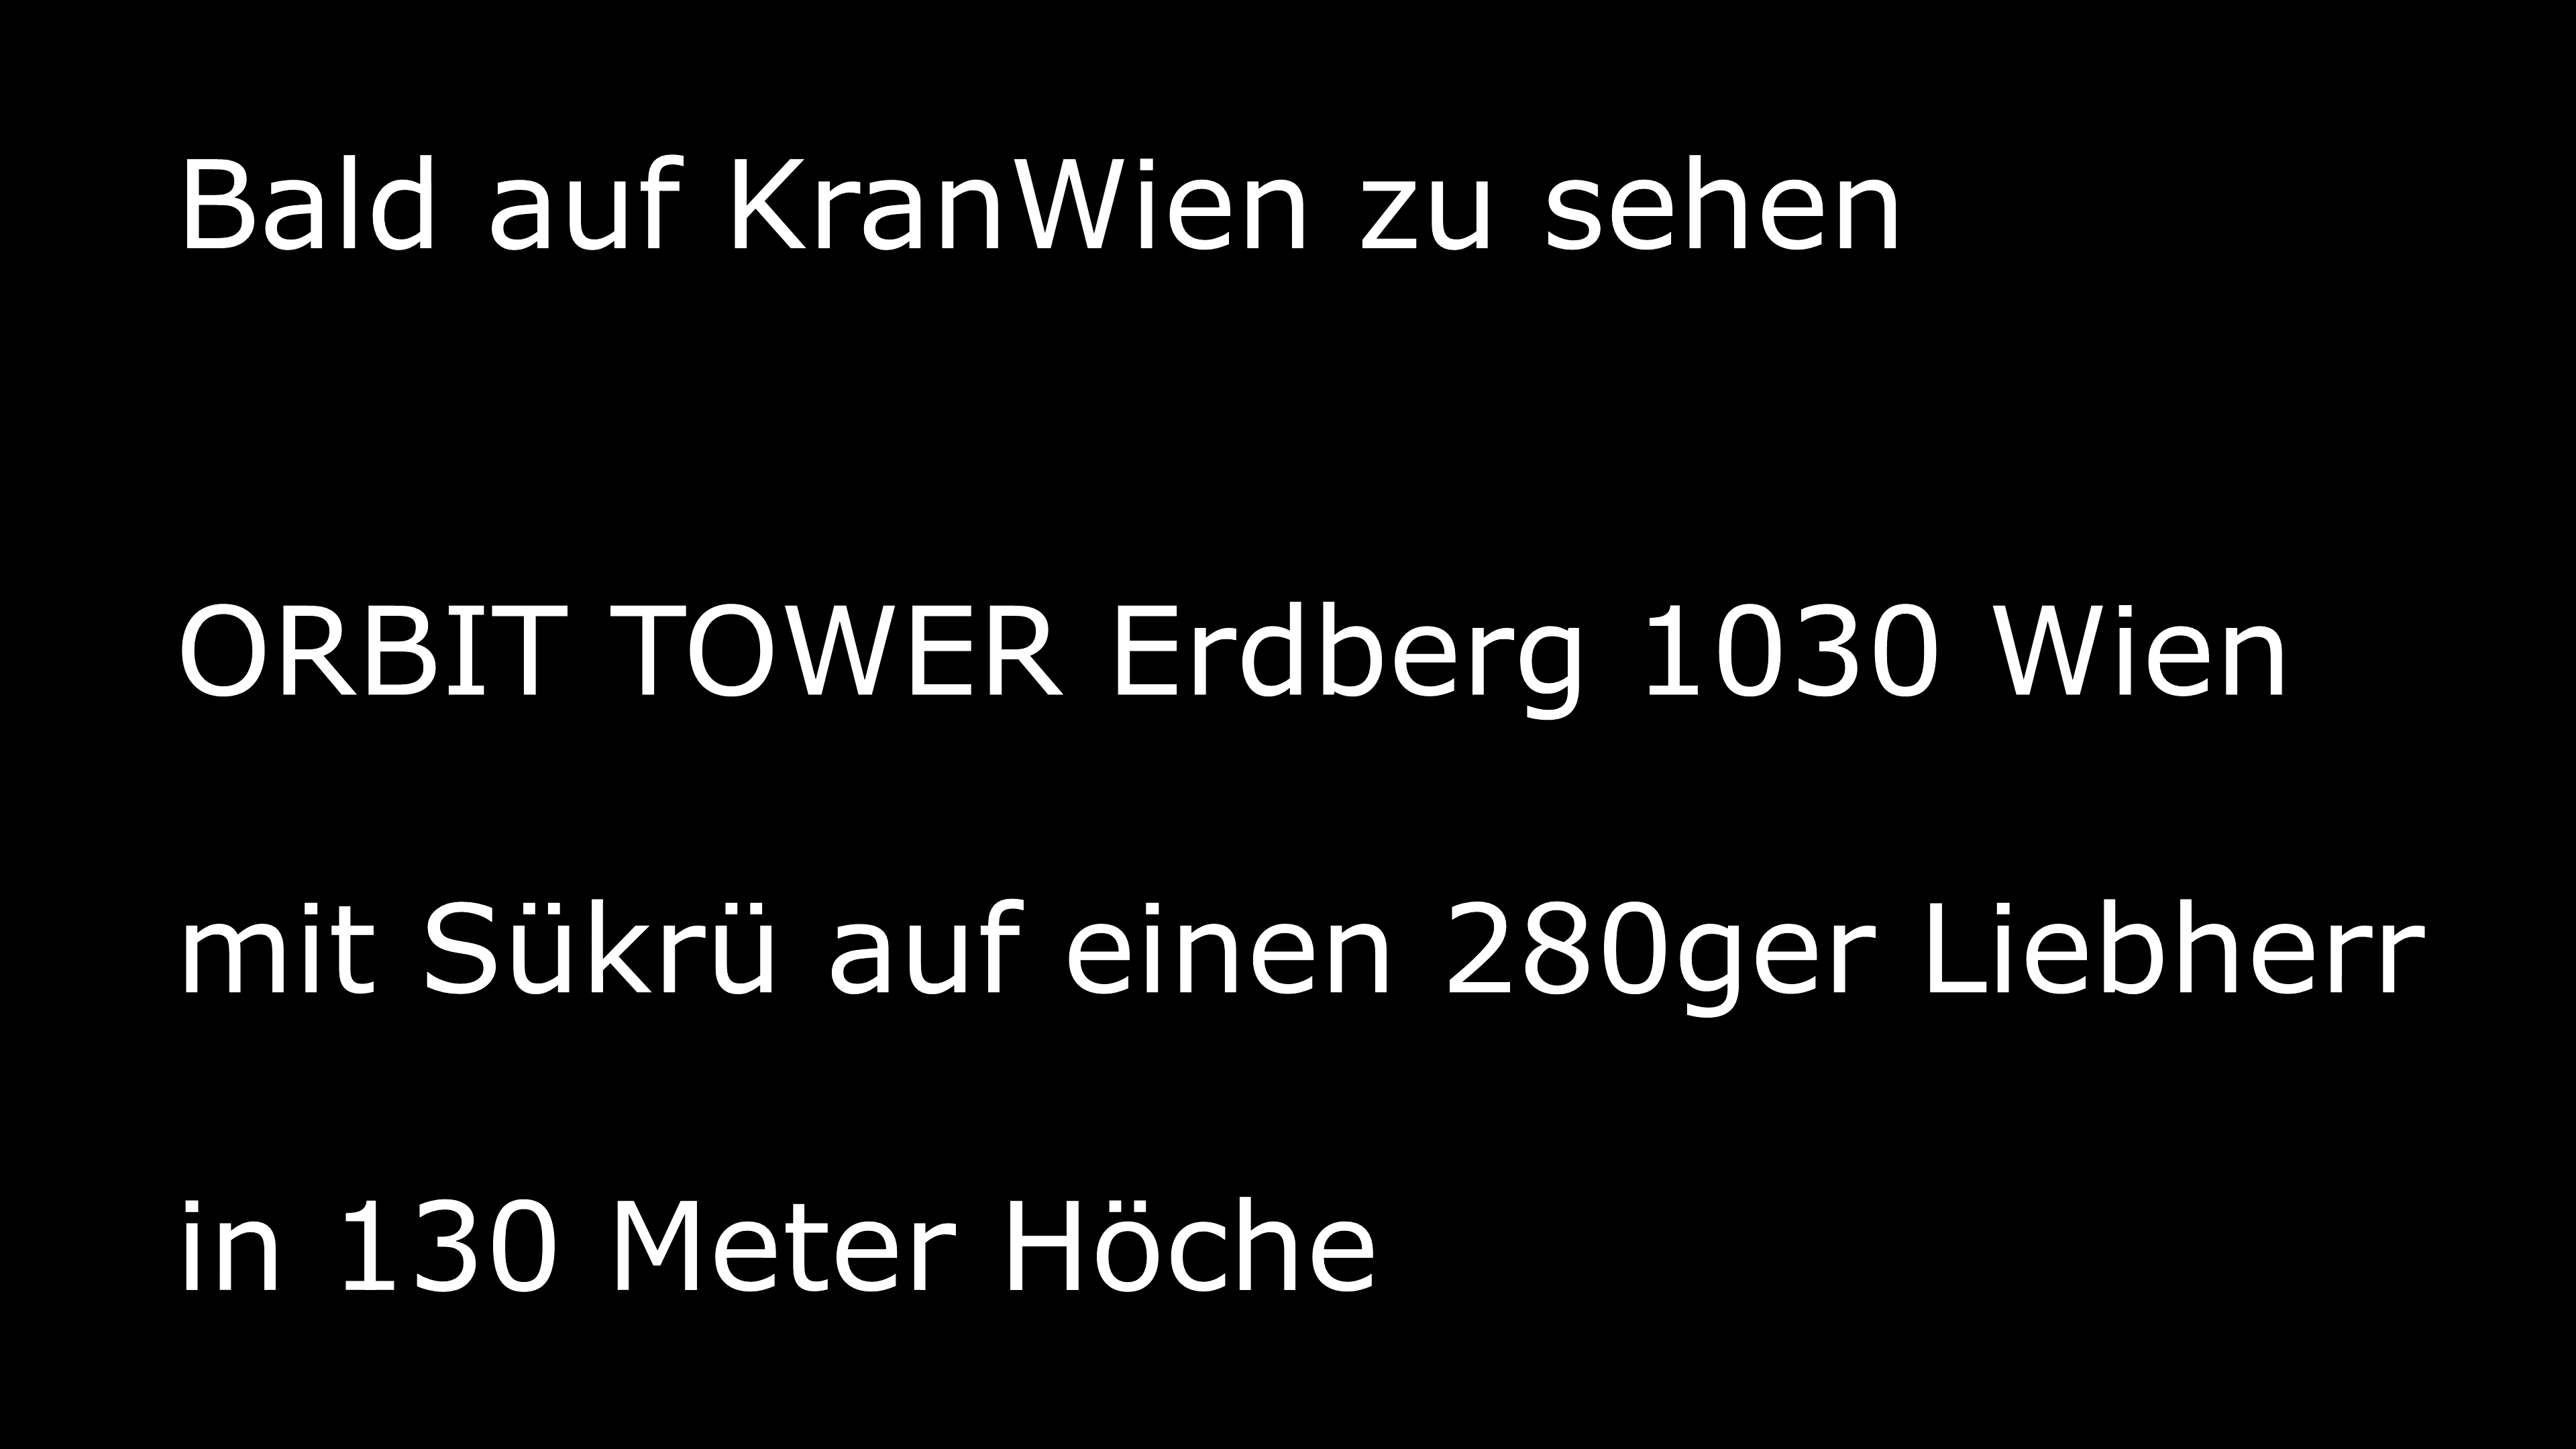 Bald auf KranWien zu sehen
ORBIT TOWER Erdberg 1030 Wien
mit Sükrü auf einen 280ger Liebherr
in 130 Meter Höche